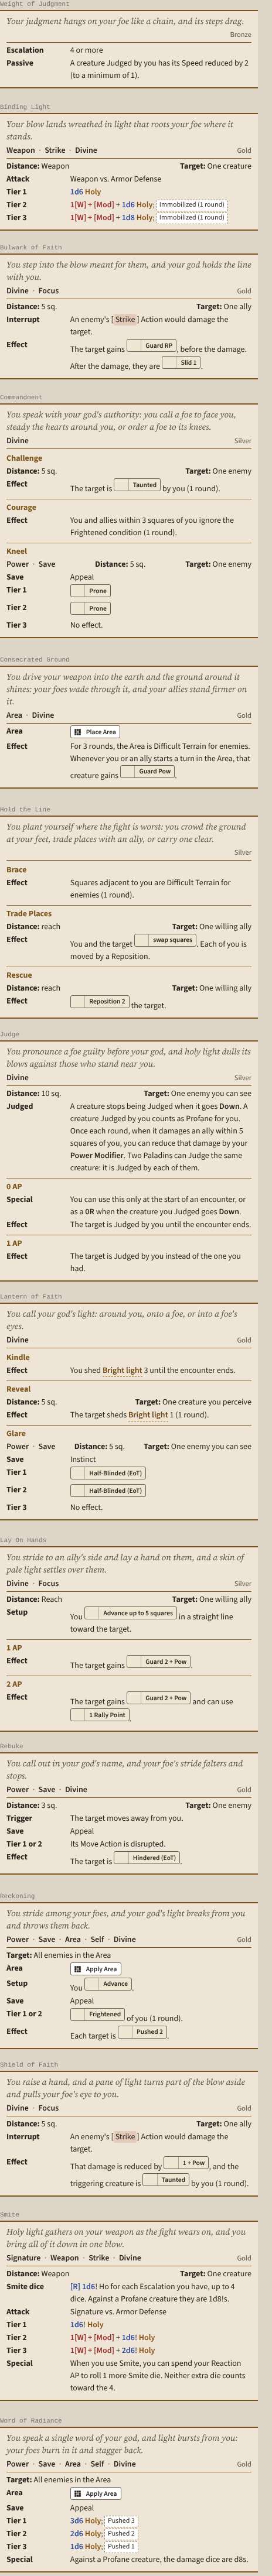 Weight of Judgment
Your judgment hangs on your foe like a chain, and its steps drag.
Bronze
Escalation 4 or more
Passive A creature Judged by you has its Speed reduced by 2
(to a minimum of 1).
Binding Light
Your blow lands wreathed in light that roots your foe where it
stands.
Weapon · Strike · Divine Gold
Distance: Weapon Target: One creature
Attack Weapon vs. Armor Defense
Tier 1 1d6 Holy
Tier 2 1[W] + [Mod] + 1d6 Holy; Immobilized (1 round)
Tier 3 1[W] + [Mod] + 1d8 Holy; Immobilized (1 round)
Bulwark of Faith
You step into the blow meant for them, and your god holds the line
with you.
Divine · Focus Gold
Distance: 5 sq. Target: One ally
Interrupt An enemy's [ Strike ] Action would damage the
target.
Effect The target gains Guard RP, before the damage.
After the damage, they are Slid 1.
Commandment
You speak with your god's authority: you call a foe to face you,
steady the hearts around you, or order a foe to its knees.
Divine Silver
Challenge
Distance: 5 sq. Target: One enemy
Effect The target is Taunted by you (1 round).
Courage
Effect You and allies within 3 squares of you ignore the
Frightened condition (1 round).
Kneel
Power · Save Distance: 5 sq. Target: One enemy
Save Appeal
Tier 1 Prone
Tier 2 Prone
Tier 3 No effect.
Consecrated Ground
You drive your weapon into the earth and the ground around it
shines: your foes wade through it, and your allies stand firmer on
it.
Area · Divine Gold
Area Place Area
Effect For 3 rounds, the Area is Difficult Terrain for enemies.
Whenever you or an ally starts a turn in the Area, that
creature gains Guard Pow.
Hold the Line
You plant yourself where the fight is worst: you crowd the ground
at your feet, trade places with an ally, or carry one clear.
Silver
Brace
Effect Squares adjacent to you are Difficult Terrain for
enemies (1 round).
Trade Places
Distance: reach Target: One willing ally
Effect You and the target swap squares. Each of you is
moved by a Reposition.
Rescue
Distance: reach Target: One willing ally
Effect Reposition 2 the target.
Judge
You pronounce a foe guilty before your god, and holy light dulls its
blows against those who stand near you.
Divine Silver
Distance: 10 sq. Target: One enemy you can see
Judged A creature stops being Judged when it goes Down. A
creature Judged by you counts as Profane for you.
Once each round, when it damages an ally within 5
squares of you, you can reduce that damage by your
Power Modifier. Two Paladins can Judge the same
creature: it is Judged by each of them.
0 AP
Special You can use this only at the start of an encounter, or
as a 0R when the creature you Judged goes Down.
Effect The target is Judged by you until the encounter ends.
1 AP
Effect The target is Judged by you instead of the one you
had.
Lantern of Faith
You call your god's light: around you, onto a foe, or into a foe's
eyes.
Divine Gold
Kindle
Effect You shed Bright light 3 until the encounter ends.
Reveal
Distance: 5 sq. Target: One creature you perceive
Effect The target sheds Bright light 1 (1 round).
Glare
Power · Save Distance: 5 sq. Target: One enemy you can see
Save Instinct
Tier 1 Half-Blinded (EoT)
Tier 2 Half-Blinded (EoT)
Tier 3 No effect.
Lay On Hands
You stride to an ally's side and lay a hand on them, and a skin of
pale light settles over them.
Divine · Focus Silver
Distance: Reach Target: One willing ally
Setup You Advance up to 5 squares in a straight line
toward the target.
1 AP
Effect The target gains Guard 2 + Pow.
2 AP
Effect The target gains Guard 2 + Pow and can use
1 Rally Point.
Rebuke
You call out in your god's name, and your foe's stride falters and
stops.
Power · Save · Divine Gold
Distance: 3 sq. Target: One enemy
Trigger The target moves away from you.
Save Appeal
Tier 1 or 2 Its Move Action is disrupted.
Effect The target is Hindered (EoT).
Reckoning
You stride among your foes, and your god's light breaks from you
and throws them back.
Power · Save · Area · Self · Divine Gold
Target: All enemies in the Area
Area Apply Area
Setup You Advance.
Save Appeal
Tier 1 or 2 Frightened of you (1 round).
Effect Each target is Pushed 2.
Shield of Faith
You raise a hand, and a pane of light turns part of the blow aside
and pulls your foe's eye to you.
Divine · Focus Gold
Distance: 5 sq. Target: One ally
Interrupt An enemy's [ Strike ] Action would damage the
target.
Effect That damage is reduced by 1 + Pow, and the
triggering creature is Taunted by you (1 round).
Smite
Holy light gathers on your weapon as the fight wears on, and you
bring all of it down in one blow.
Signature · Weapon · Strike · Divine Gold
Distance: Weapon Target: One creature
Smite dice [R] 1d6! Ho for each Escalation you have, up to 4
dice. Against a Profane creature they are 1d8!s.
Attack Signature vs. Armor Defense
Tier 1 1d6! Holy
Tier 2 1[W] + [Mod] + 1d6! Holy
Tier 3 1[W] + [Mod] + 2d6! Holy
Special When you use Smite, you can spend your Reaction
AP to roll 1 more Smite die. Neither extra die counts
toward the 4.
Word of Radiance
You speak a single word of your god, and light bursts from you:
your foes burn in it and stagger back.
Power · Save · Area · Self · Divine Gold
Target: All enemies in the Area
Area Apply Area
Save Appeal
Tier 1 3d6 Holy; Pushed 3
Tier 2 2d6 Holy; Pushed 2
Tier 3 1d6 Holy; Pushed 1
Special Against a Profane creature, the damage dice are d8s.